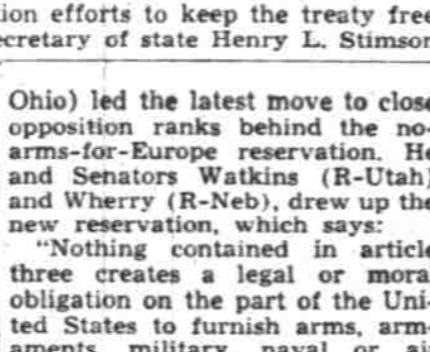 ion efforts to keep the treaty free
ecretary of state Henry L. Stimson
Ohio) led the latest move to close
opposition ranks behind the no-
arms-for-Europe reservation. He
and Senators Watkins (R-Utah)
and Wherry (R-Neb), drew up the
new reservation, which says:
"Nothing contained in article
three creates a legal or moral
obligation on the part of the Uni-
ted States to furnish arms, arm-
aments, military, naval or air